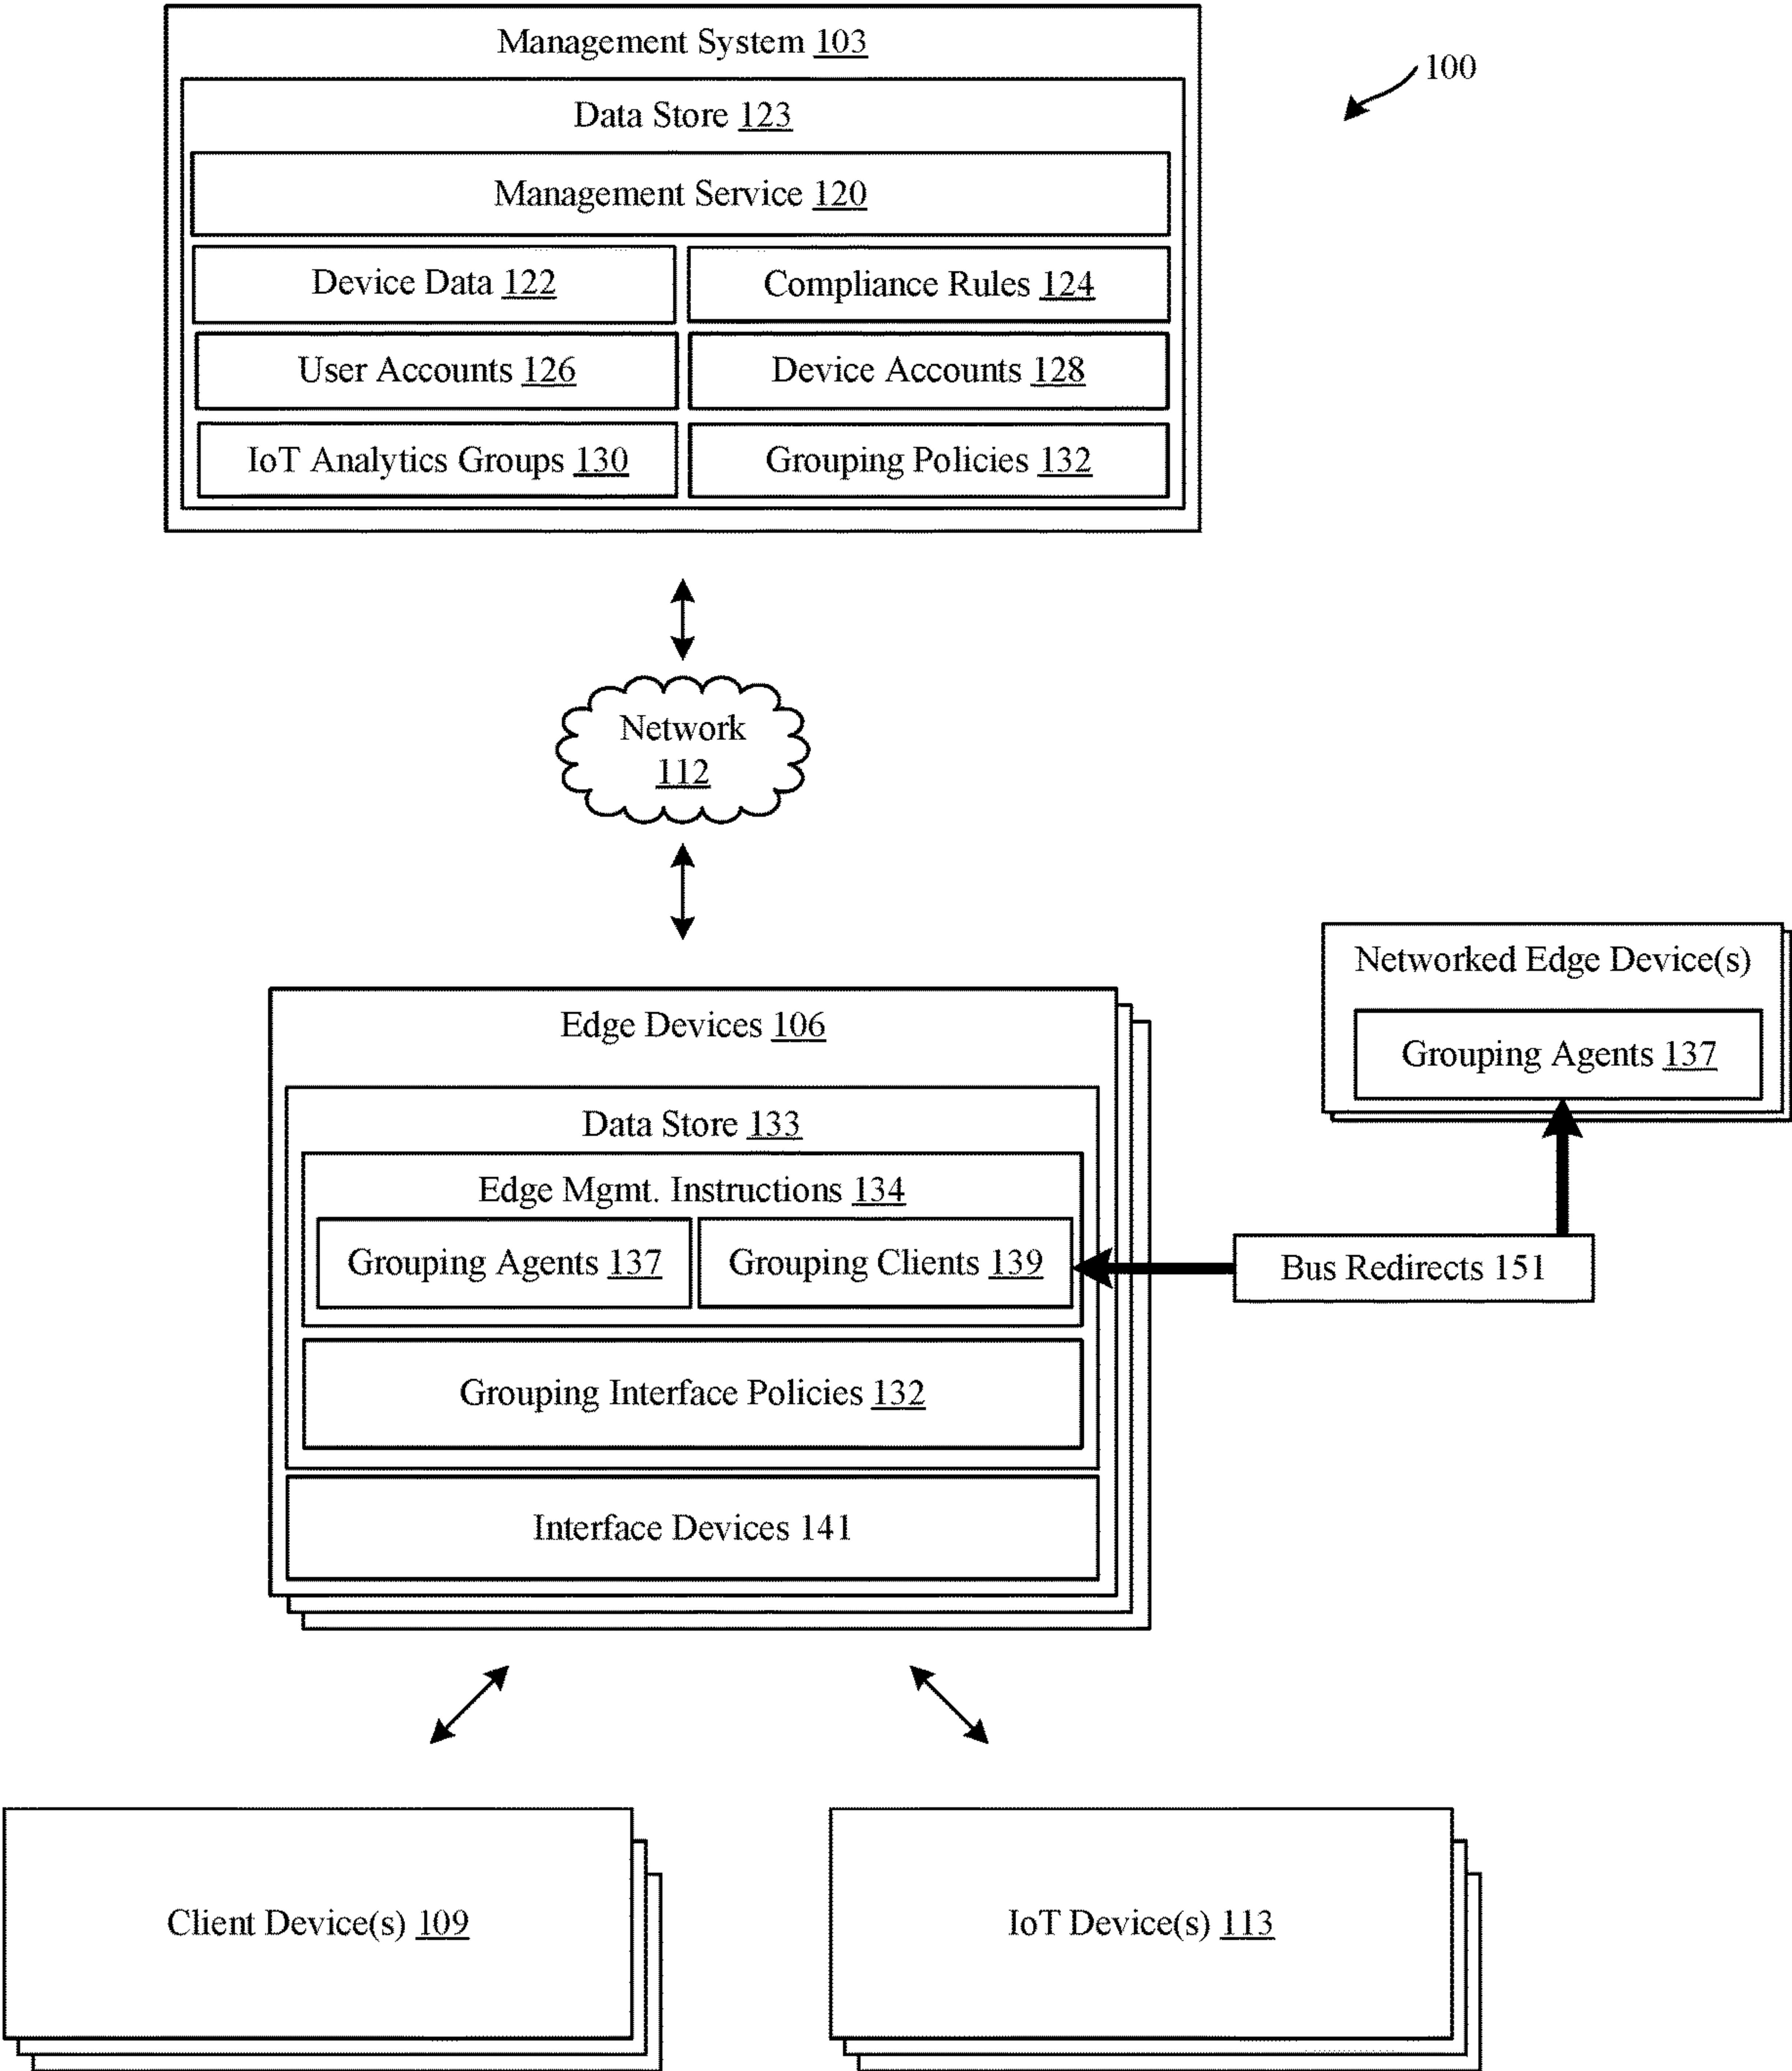 Management System 103
100
Data Store 123
Management Service 120
Device Data 122
Compliance Rules 124
User Accounts 126
Device Accounts 128
IoT Analytics Groups 130
Grouping Policies 132
Network
112
Networked Edge Device(s)
Grouping Agents 137
Edge Devices 106
Data Store 133
Edge Mgmt. Instructions 134
Grouping Agents 137
Grouping Clients 139
Bus Redirects 151
Grouping Interface Policies 132
Interface Devices 141
Client Device(s) 109
IoT Device(s) 113